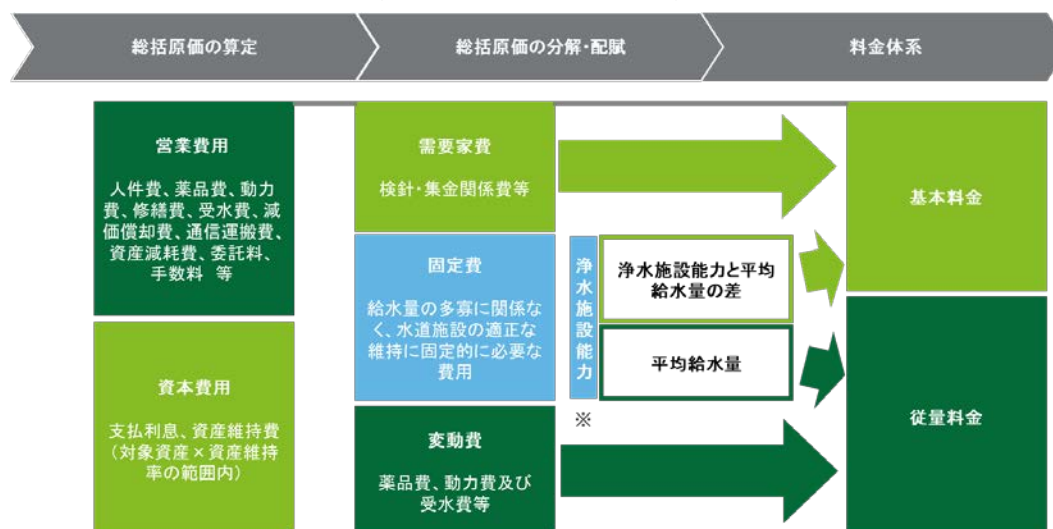 総括原価の算定
総括原価の分解・配賦
料金体系
営業費用
人件費、薬品費、動力
費、修繕費、受水費、減
価償却費、通信運搬費、
資産減耗費、委託料、
手数料 等
資本費用
支払利息、資産維持費
(対象資産×資産維持
率の範囲内)
需要家費
検針・集金関係費等
固定費
給水量の多寡に関係な
く、水道施設の適正な
維持に固定的に必要な
費用
変動費
薬品費、動力費及び
受水費等
浄水施設能力
※
浄水施設能力と平均
給水量の差
平均給水量
基本料金
従量料金